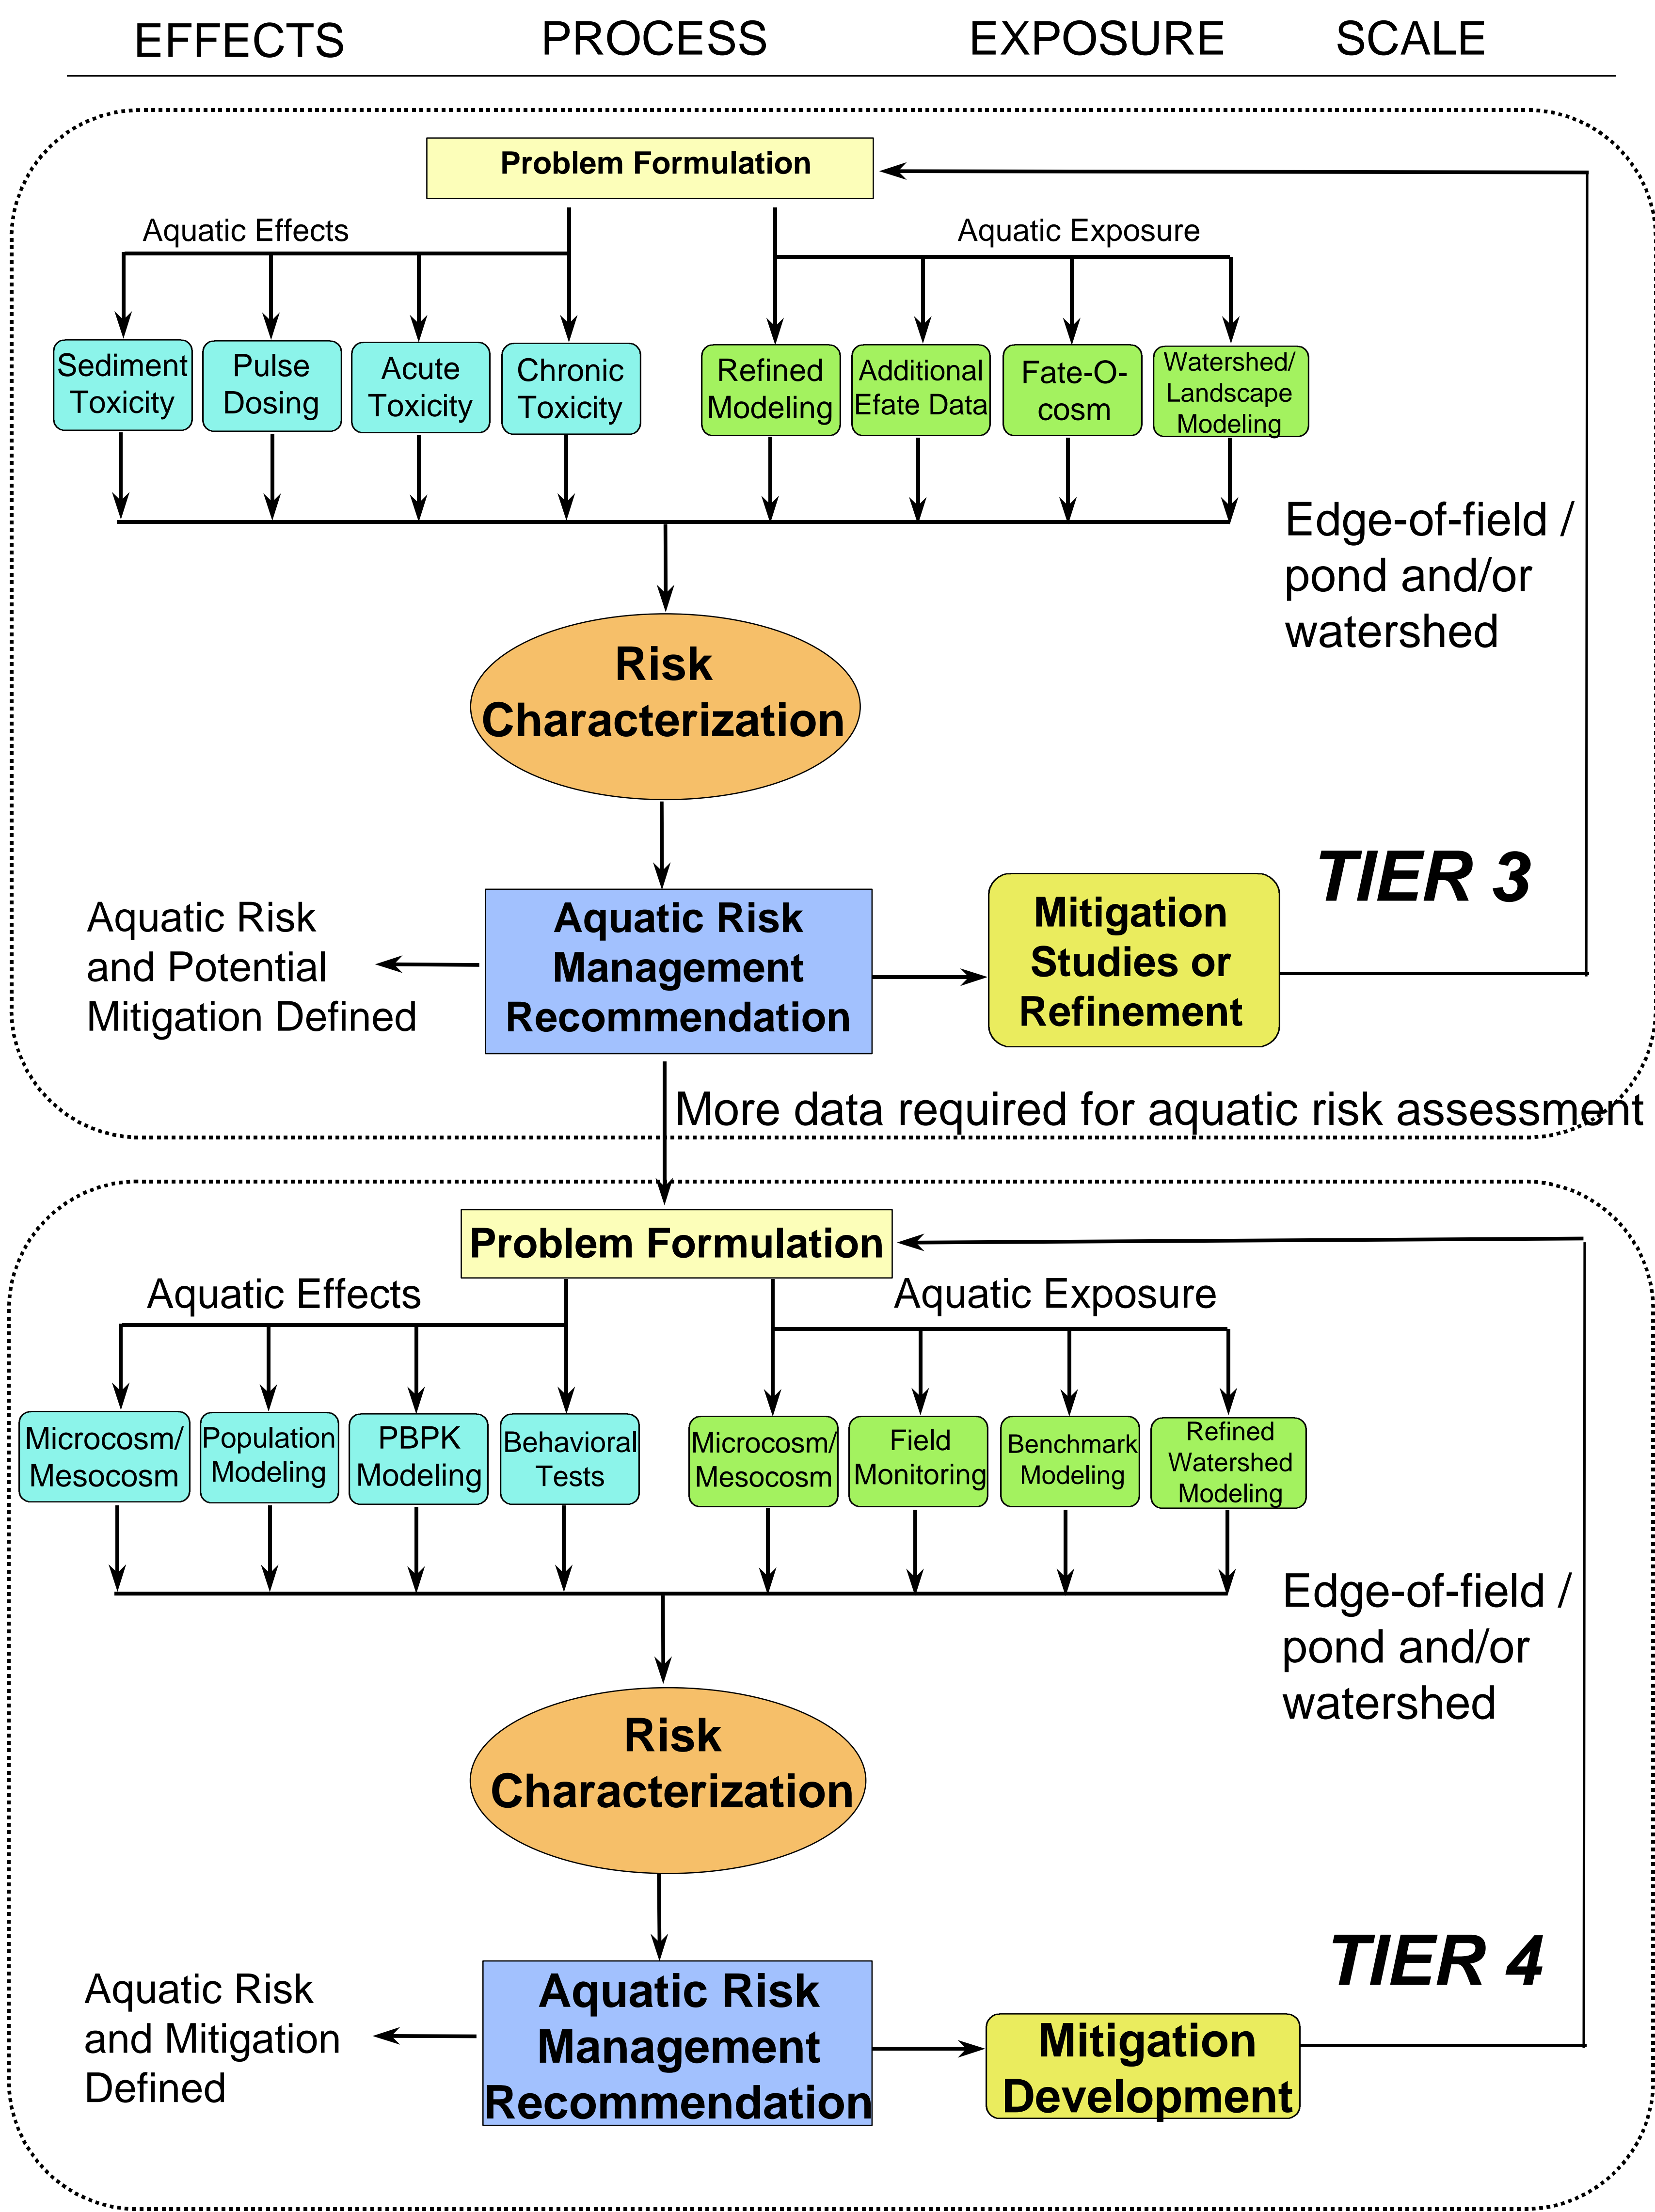 EFFECTS PROCESS EXPOSURE SCALE
Problem Formulation
Aquatic Effects
Aquatic Exposure
Sediment
Toxicity
Pulse
Dosing
Acute
Toxicity
Chronic
Toxicity
Refined
Modeling
Additional
Efate Data
Fate-O-
cosm
Watershed/
Landscape
Modeling
Edge-of-field /
pond and/or
watershed
Risk
Characterization
TIER 3
Aquatic Risk
and Potential
Mitigation Defined
Aquatic Risk
Management
Recommendation
Mitigation
Studies or
Refinement
More data required for aquatic risk assessment
Problem Formulation
Aquatic Effects
Aquatic Exposure
Microcosm/
Mesocosm
Population
Modeling
PBPK
Modeling
Behavioral
Tests
Microcosm/
Mesocosm
Field
Monitoring
Benchmark
Modeling
Refined
Watershed
Modeling
Edge-of-field /
pond and/or
watershed
Risk
Characterization
TIER 4
Aquatic Risk
and Mitigation
Defined
Aquatic Risk
Management
Recommendation
Mitigation
Development